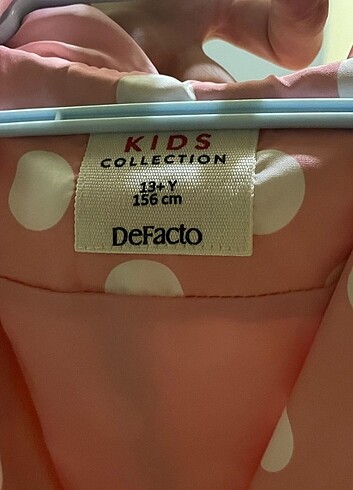 KIDS
COLLECTION
13+ Y
156 cm
DeFacto